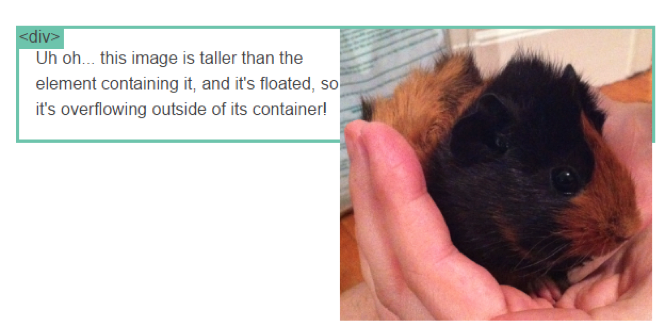 <div>
Uh oh... this image is taller than the
element containing it, and it's floated, so
it's overflowing outside of its container!